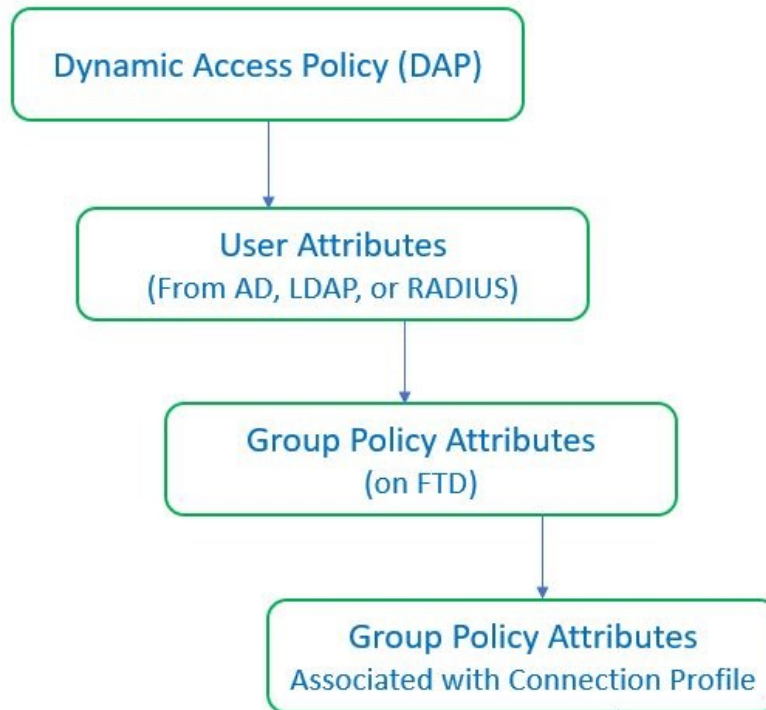 Dynamic Access Policy (DAP)
User Attributes
(From AD, LDAP, or RADIUS)
Group Policy Attributes
(on FTD)
Group Policy Attributes
Associated with Connection Profile